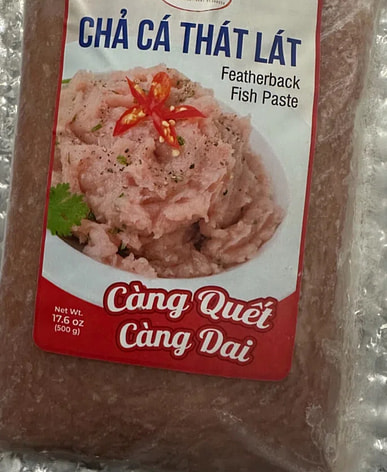 CHẢ CÁ THÁT LÁT
Featherback
Fish Paste
Càng Quết
Càng Dai
Net Wt.
17.6 oz
(500 g)